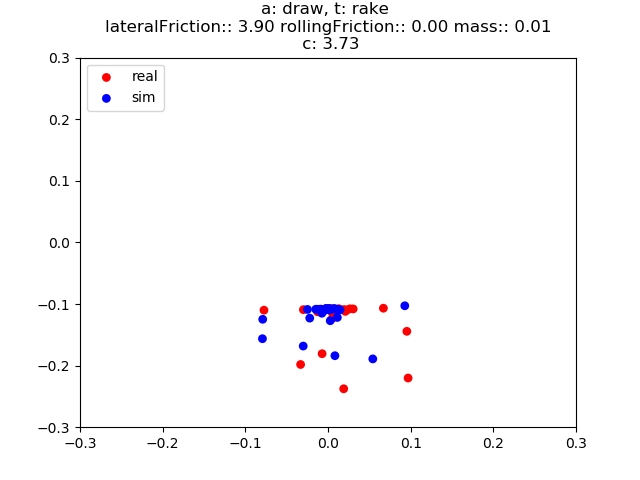 a: draw, t: rake
lateralFriction:: 3.90 rollingFriction:: 0.00 mass:: 0.01
c: 3.73
real
sim
0.3
0.2
0.1
0.0
−0.1
−0.2
−0.3
−0.3 −0.2 −0.1 0.0 0.1 0.2 0.3